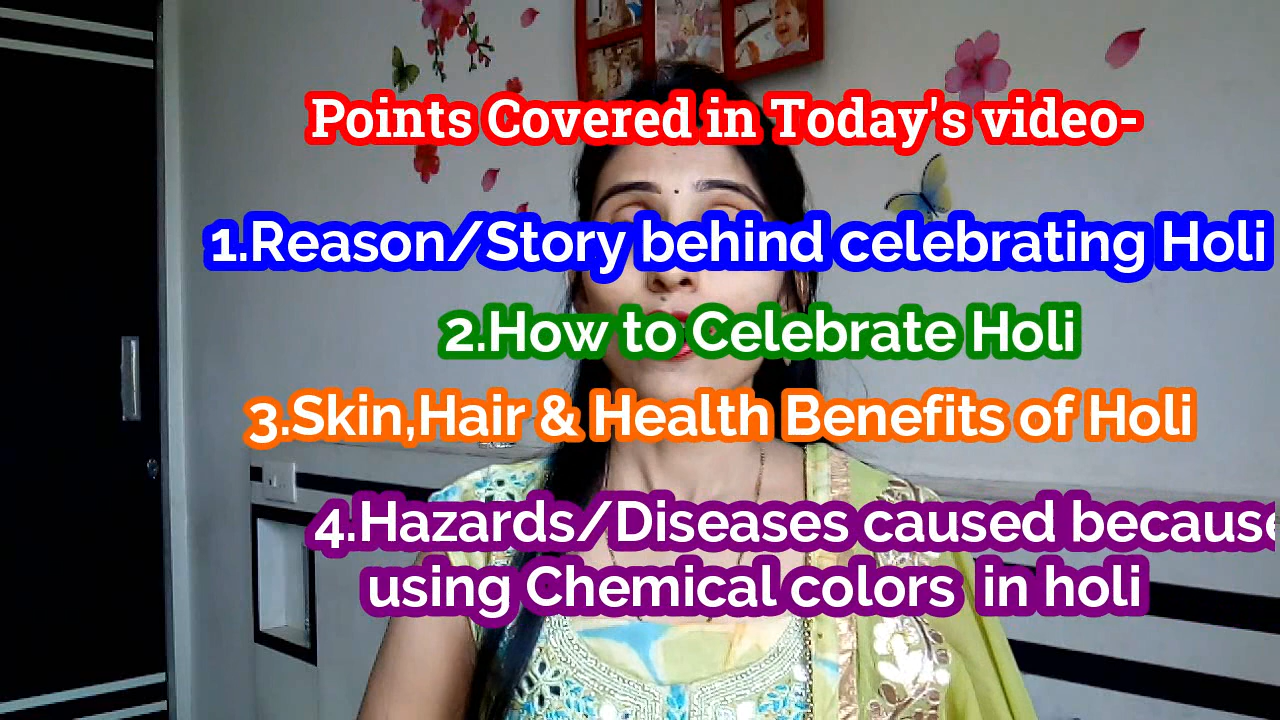 Points Covered in Today's video-
1.Reason/Story behind celebrating Holi
2.How to Celebrate Holi
3.Skin,Hair & Health Benefits of Holi
4.Hazards/Diseases caused because
using Chemical colors in holi